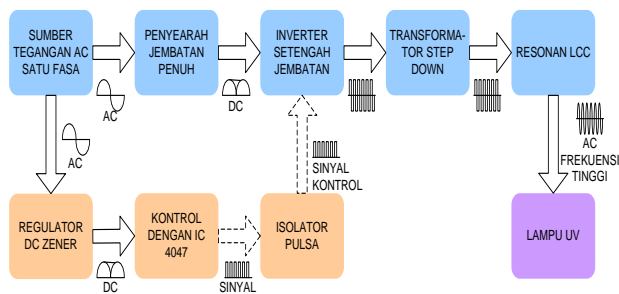 SUMBER
TEGANGAN AC
SATU FASA
PENYEARAH
JEMBATAN
PENUH
INVERTER
SETENGAH
JEMBATAN
TRANSFORMA-
TOR STEP
DOWN
RESONAN LCC
AC
DC
AC
SINYAL
KONTROL
AC
FREKUENSI
TINGGI
REGULATOR
DC ZENER
KONTROL
DENGAN IC
4047
ISOLATOR
PULSA
LAMPU UV
DC
SINYAL